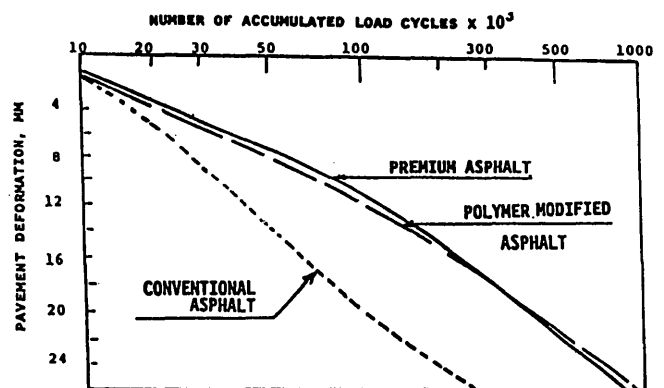 NUMBER OF ACCUMULATED LOAD CYCLES x 10³
10 20 30 50 100 300 500 1000
PAVEMENT DEFORMATION, MM
4
8
12
16
20
24
PREMIUM ASPHALT
POLYMER MODIFIED
ASPHALT
CONVENTIONAL
ASPHALT